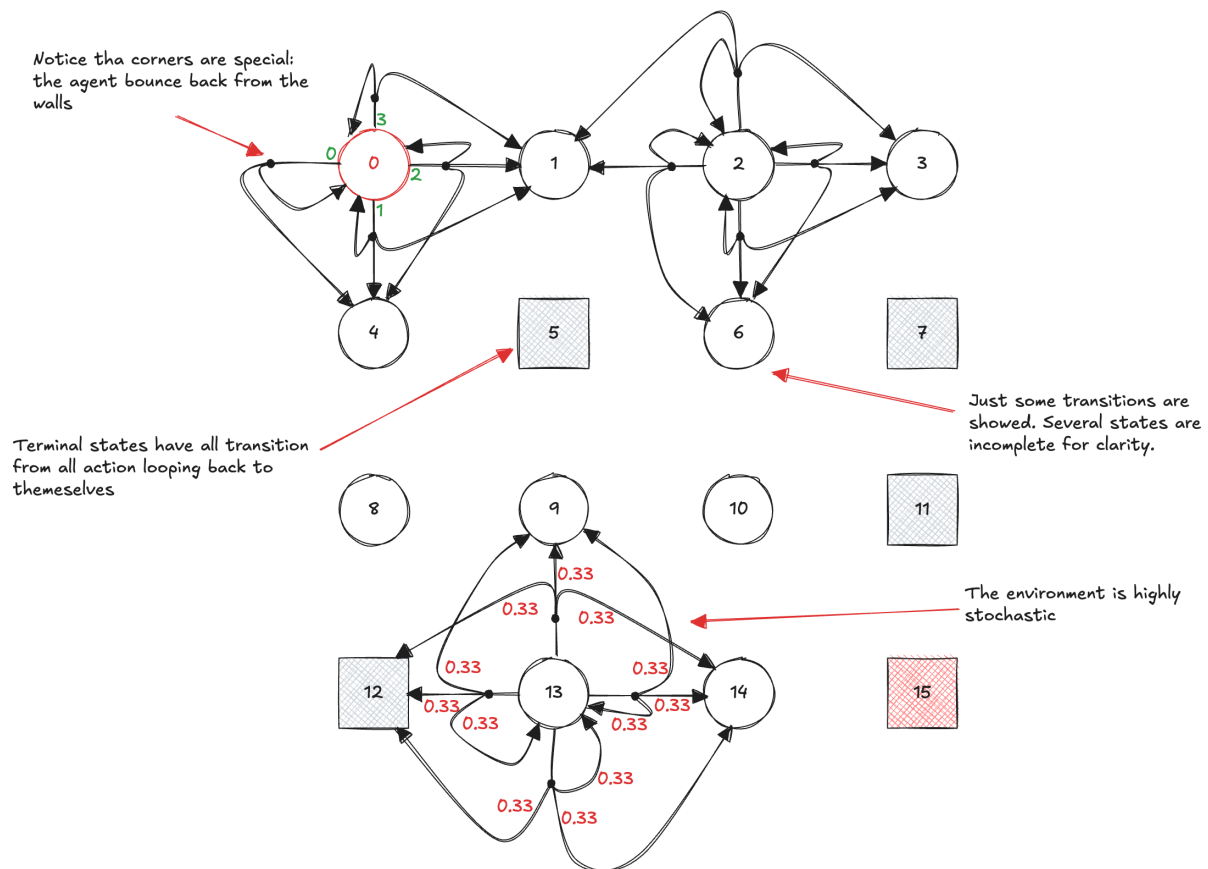 Notice tha corners are special:
the agent bounce back from the
walls
3
0
0
2
1
1
2
3
4
5
6
7
Just some transitions are
showed. Several states are
incomplete for clarity.
Terminal states have all transition
from all action looping back to
themeselves
8
9
10
11
0.33
0.33
0.33
The environment is highly
stochastic
0.33
0.33
12
13
14
15
0.33
0.33
0.33
0.33
0.33
0.33
0.33